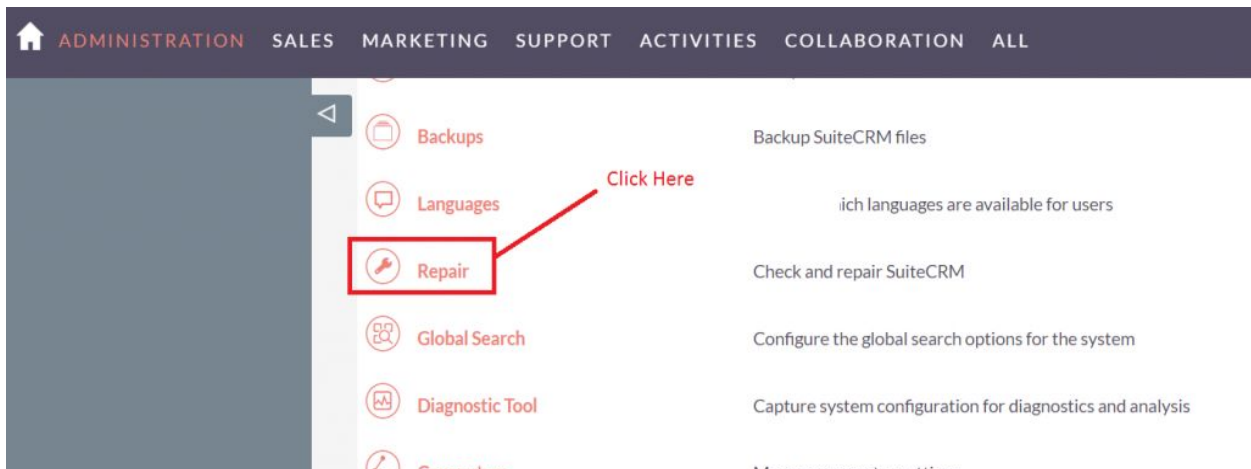 ADMINISTRATION SALES MARKETING SUPPORT ACTIVITIES COLLABORATION ALL
Backups Backup SuiteCRM files
Click Here
Languages languages are available for users
Repair Check and repair SuiteCRM
Global Search Configure the global search options for the system
Diagnostic Tool Capture system configuration for diagnostics and analysis